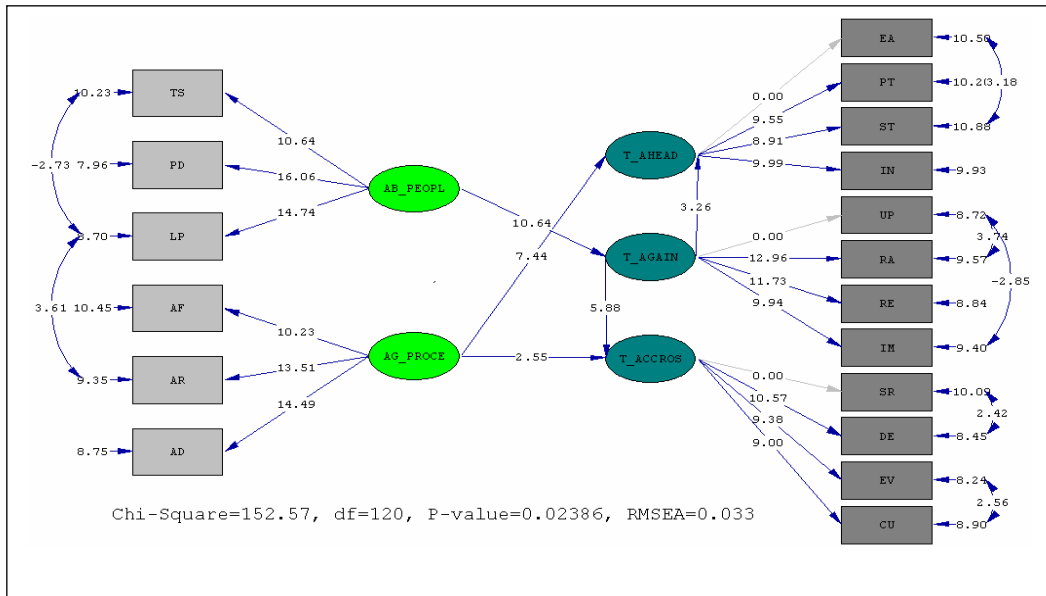 EA
10.50
TS
10.23
PT
3.18
0.00
9.55
ST
10.88
10.64
8.91
-2.73
7.96
PD
T_AHEAD
9.99
IN
9.93
AB_PEOPL
16.06
14.74
3.26
UP
8.72
10.64
0.00
LP
8.70
3.74
7.44
T_AGAIN
12.96
RA
9.57
11.73
-2.85
9.94
3.61
10.45
AF
5.88
RE
8.84
10.23
IM
9.40
AG_PROCE
2.55
T_ACCROS
9.35
AR
13.51
0.00
SR
10.09
14.49
10.57
2.42
9.38
DE
8.45
9.00
8.75
AD
EV
8.24
2.56
Chi-Square=152.57, df=120, P-value=0.02386, RMSEA=0.033
CU
8.90